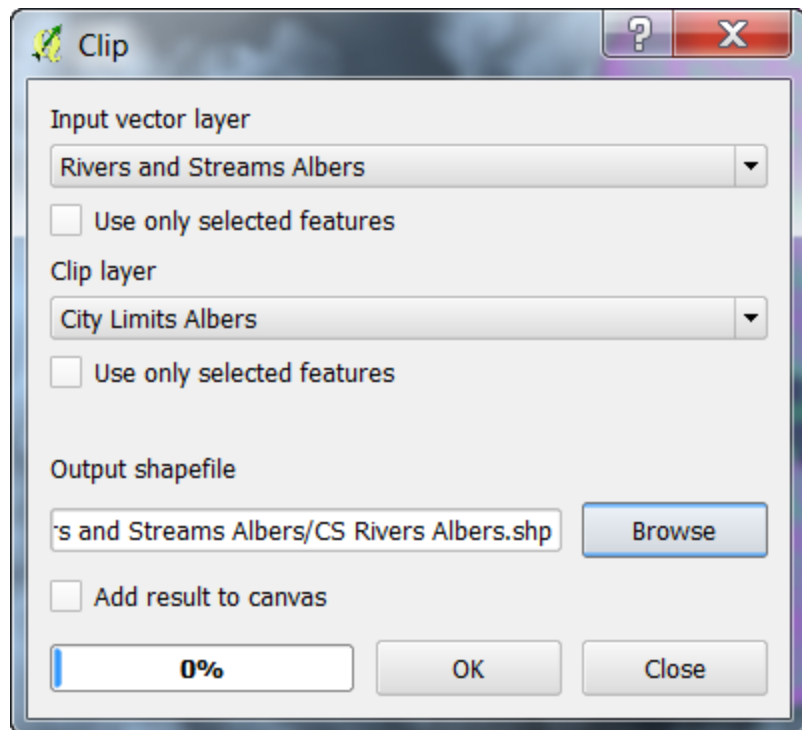 Clip
?
X
Input vector layer
Rivers and Streams Albers
Use only selected features
Clip layer
City Limits Albers
Use only selected features
Output shapefile
rs and Streams Albers/CS Rivers Albers.shp
Browse
Add result to canvas
0%
OK
Close